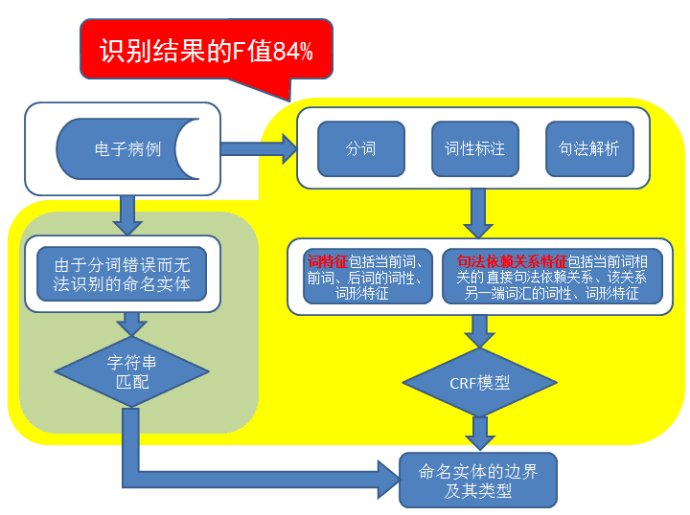 识别结果的F值84%
电子病例
分词
词性标注
句法解析
由于分词错误而无
法识别的命名实体
词特征包括当前词、
前词、后词的词性、
词形特征
句法依赖关系特征包括当前词相
关的直接句法依赖关系、该关系
另一端词汇的词性、词形特征
字符串
匹配
CRF模型
命名实体的边界
及其类型